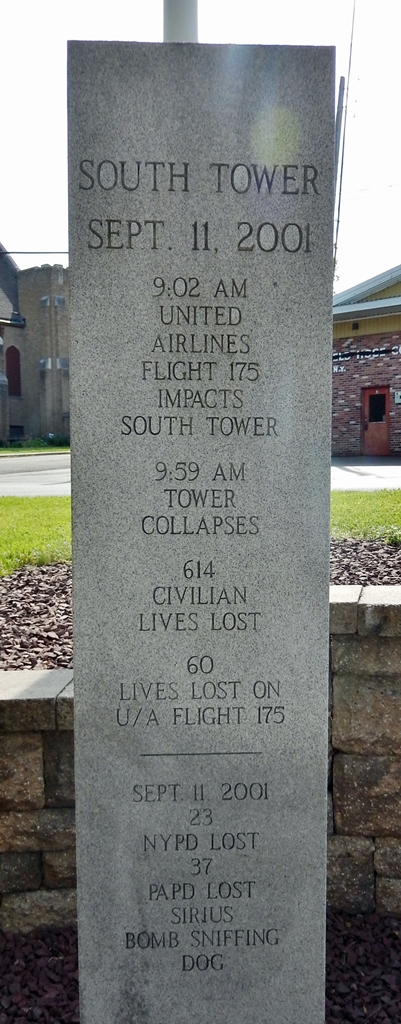 SOUTH TOWER
SEPT. 11, 2001
9:02 AM
UNITED
AIRLINES
FLIGHT 175
IMPACTS
SOUTH TOWER
9:59 AM
TOWER
COLLAPSES
614
CIVILIAN
LIVES LOST
60
LIVES LOST ON
U/A FLIGHT 175
SEPT. 11, 2001
23
NYPD LOST
37
PAPD LOST
SIRIUS
BOMB SNIFFING
DOG
N.Y.